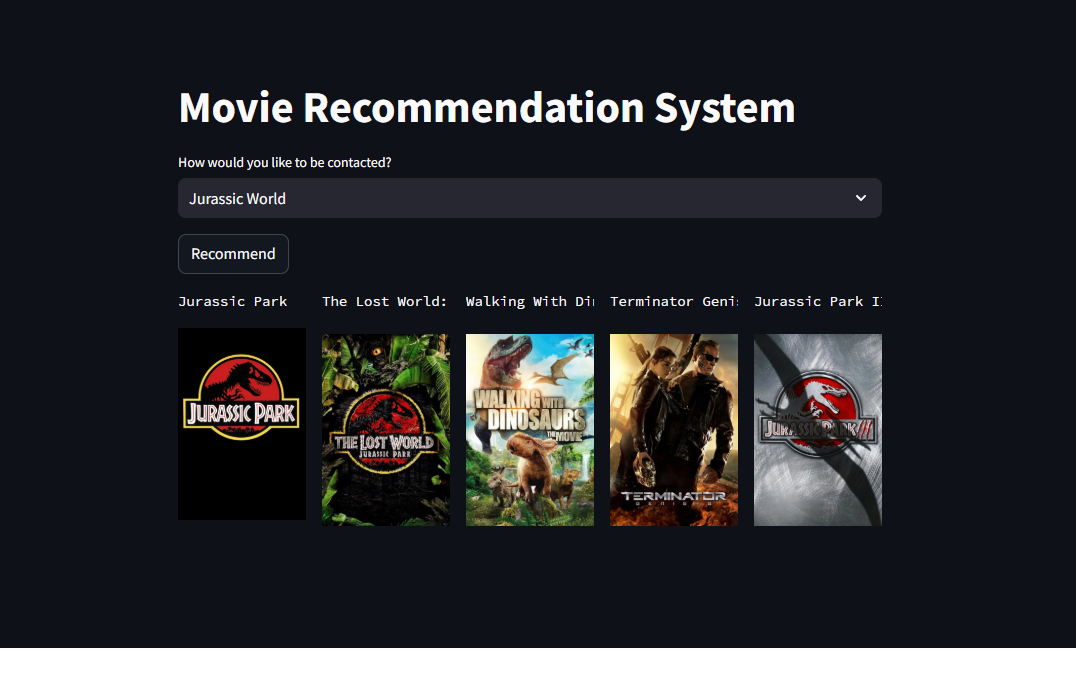 Movie Recommendation System
How would you like to be contacted?
Jurassic World
Recommend
Jurassic Park
The Lost World:
Walking With Di
Terminator Geni
Jurassic Park I
JURASSIC PARK
THE LOST WORLD
JURASSIC PARK
WALKING WITH
DINOSAURS
THE MOVIE
TERMINATOR
GENISYS
JURASSIC PARK III